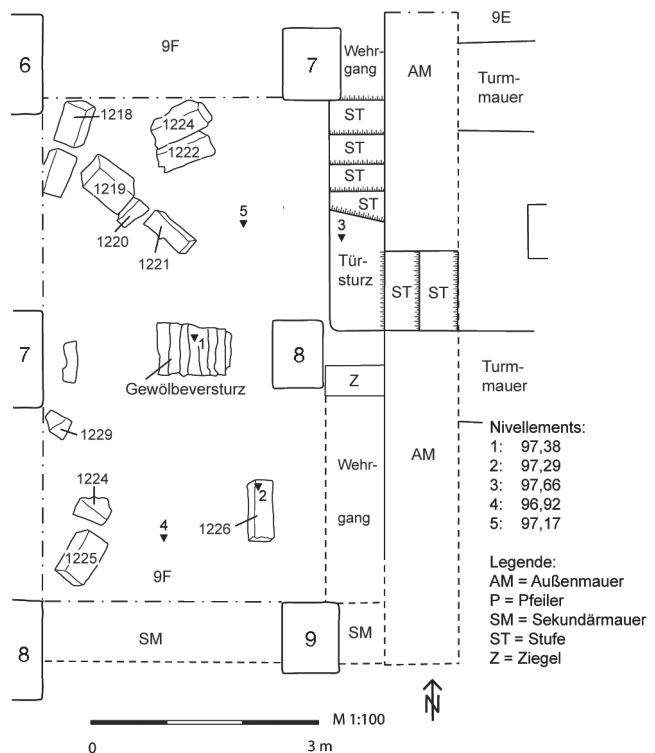 9F
9E
6
7
Wehr-
gang
AM
Turm-
mauer
1218
1224
ST
1222
ST
1219
ST
5
ST
1220
3
1221
Tür-
sturz
ST
ST
7
1
8
Gewölbeversturz
Z
Turm-
mauer
1229
AM
Nivellements:
1: 97,38
2: 97,29
3: 97,66
4: 96,92
5: 97,17
Wehr-
gang
1224
2
4
1226
1225
9F
Legende:
AM = Außenmauer
P = Pfeiler
SM = Sekundärmauer
ST = Stufe
Z = Ziegel
8
SM
9
SM
N
M 1:100
0
3 m